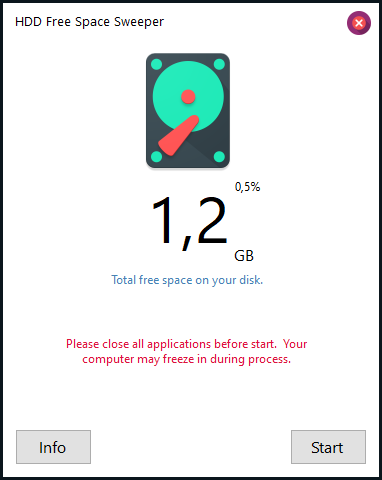 HDD Free Space Sweeper
0,5%
1,2
GB
Total free space on your disk.
Please close all applications before start.  Your
computer may freeze in during process.
Info
Start